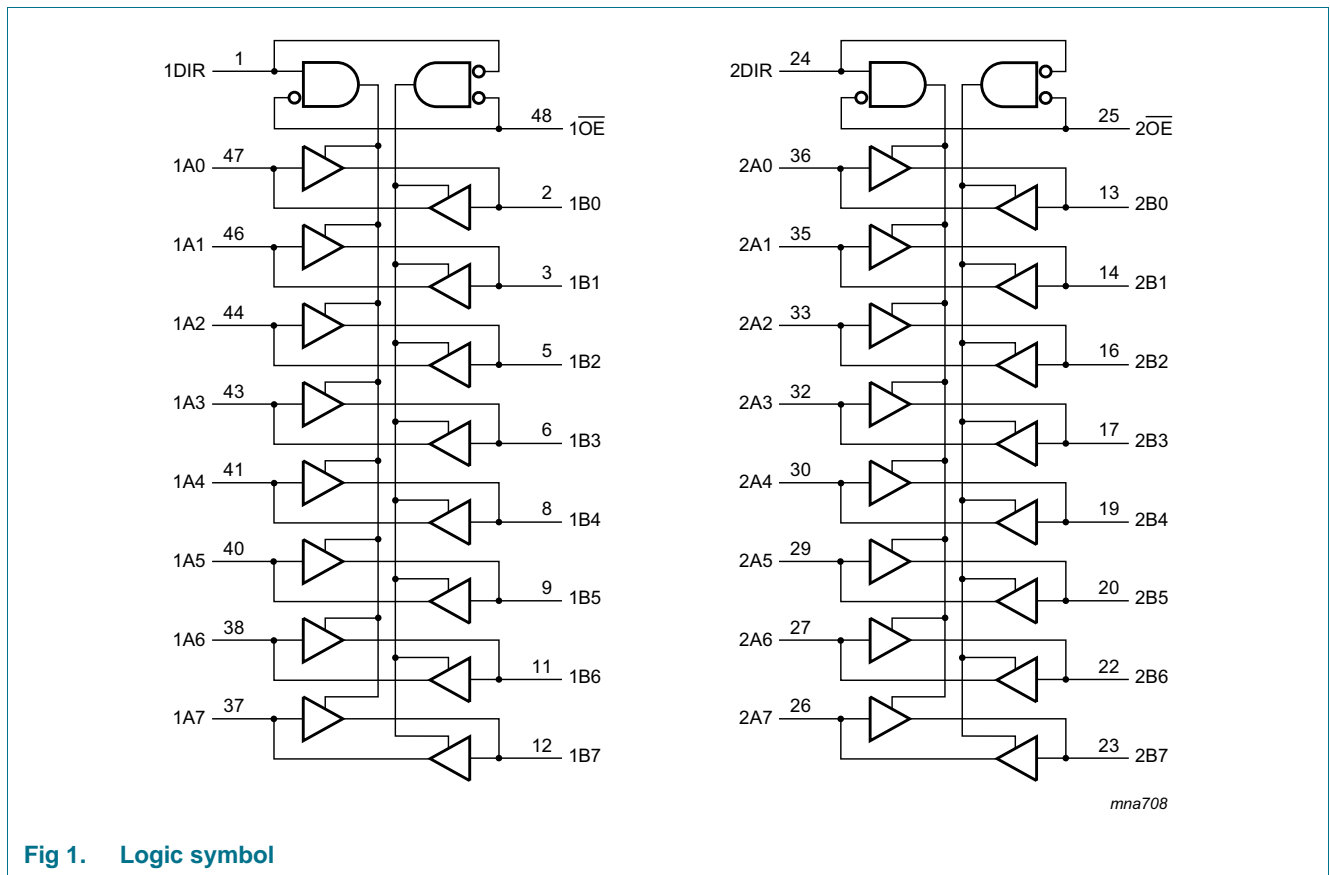 1DIR 1 2DIR 24
48 1O̅E̅ 25 2O̅E̅
1A0 47 2A0 36
2 1B0 13 2B0
1A1 46 2A1 35
3 1B1 14 2B1
1A2 44 2A2 33
5 1B2 16 2B2
1A3 43 2A3 32
6 1B3 17 2B3
1A4 41 2A4 30
8 1B4 19 2B4
1A5 40 2A5 29
9 1B5 20 2B5
1A6 38 2A6 27
11 1B6 22 2B6
1A7 37 2A7 26
12 1B7 23 2B7
mna708
Fig 1. Logic symbol